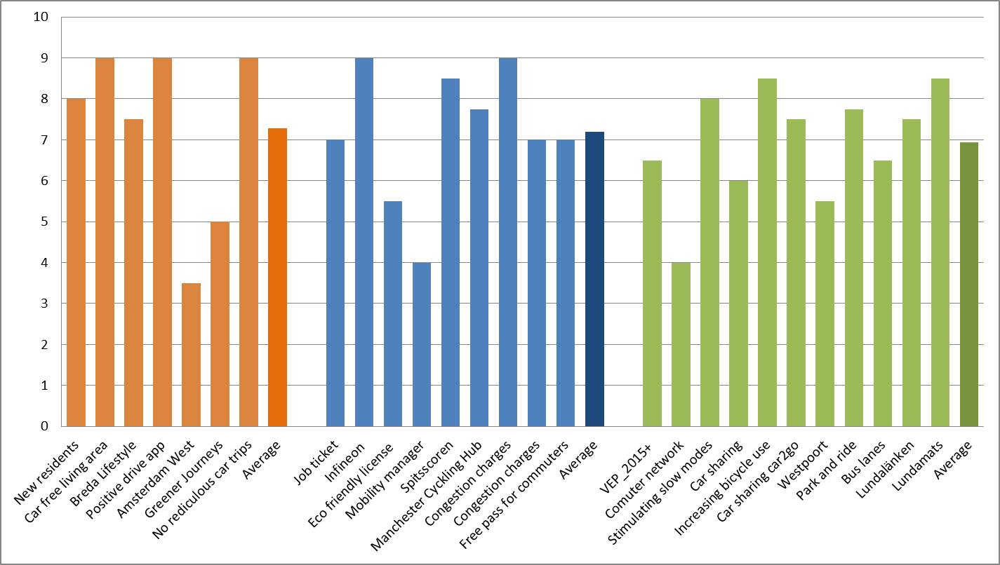 10
9
8
7
6
5
4
3
2
1
0
New residents
Car free living area
Breda Lifestyle
Positive drive app
Amsterdam West
Greener Journeys
No rediculous car trips
Average
Job ticket
Infineon
Eco friendly license
Mobility manager
Spitsscoren
Manchester Cyckling Hub
Congestion charges
Congestion charges
Free pass for commuters
Average
VEP_2015+
Comuter network
Stimulating slow modes
Car sharing
Increasing bicycle use
Car sharing car2go
Westpoort
Park and ride
Bus lanes
Lundalänken
Lundamats
Average